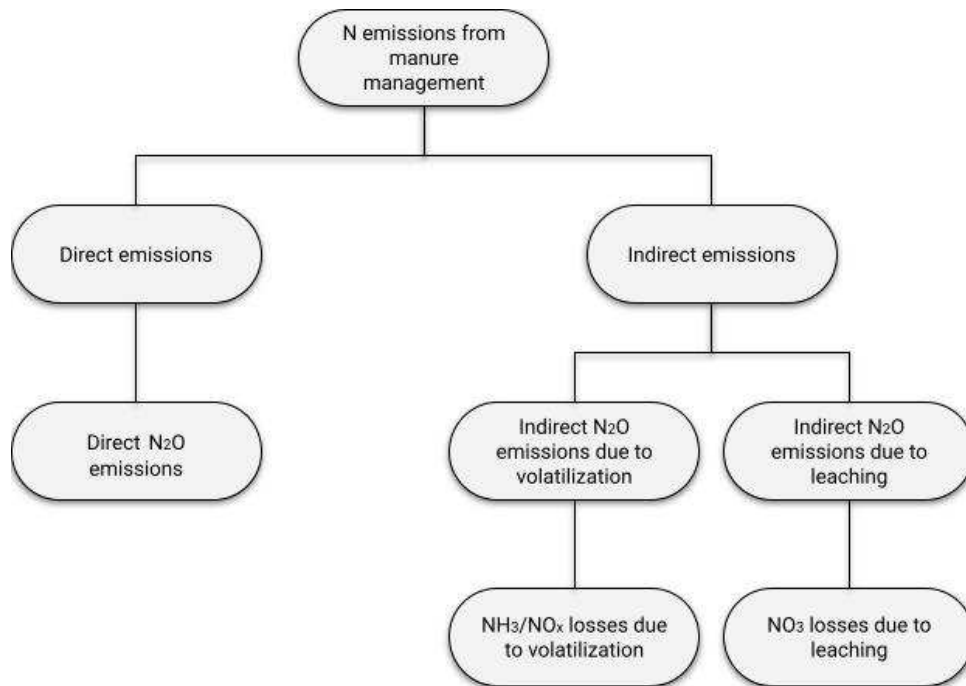 N emissions from
manure
management
Direct emissions
Indirect emissions
Direct N₂O
emissions
Indirect N₂O
emissions due to
volatilization
Indirect N₂O
emissions due to
leaching
NH₃/NOₓ losses due
to volatilization
NO₃ losses due to
leaching